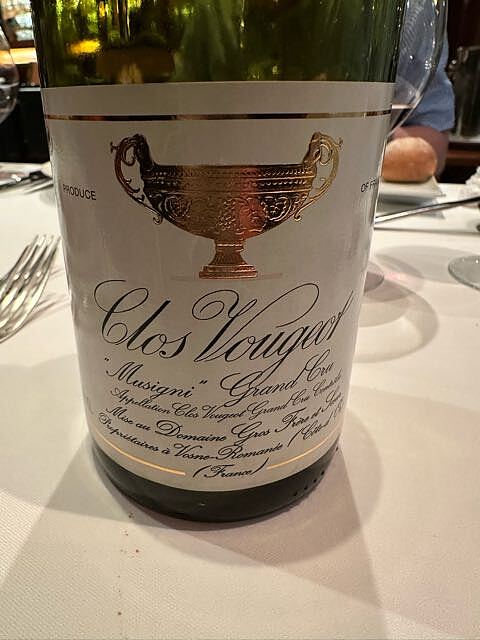 PRODUCE
OF
Clos Vougeot
"Musigni" Grand Cru
Appellation Clos Vougeot Grand Cru Contrôlée
Mise au Domaine Gros Frère et Sœur
Propriétaires à Vosne-Romanée (Côte d'
(France)